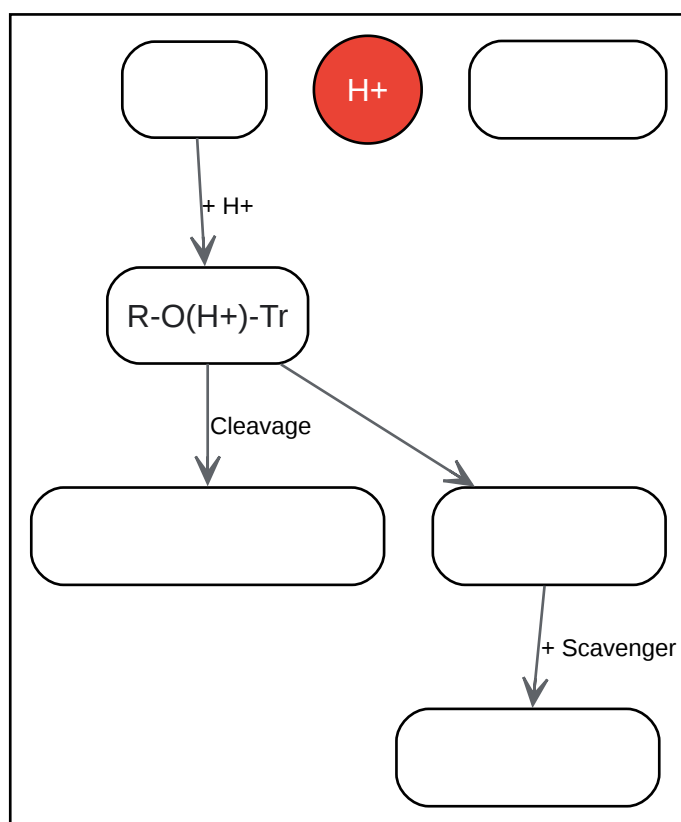 H+
+ H+
R-O(H+)-Tr
Cleavage
+ Scavenger